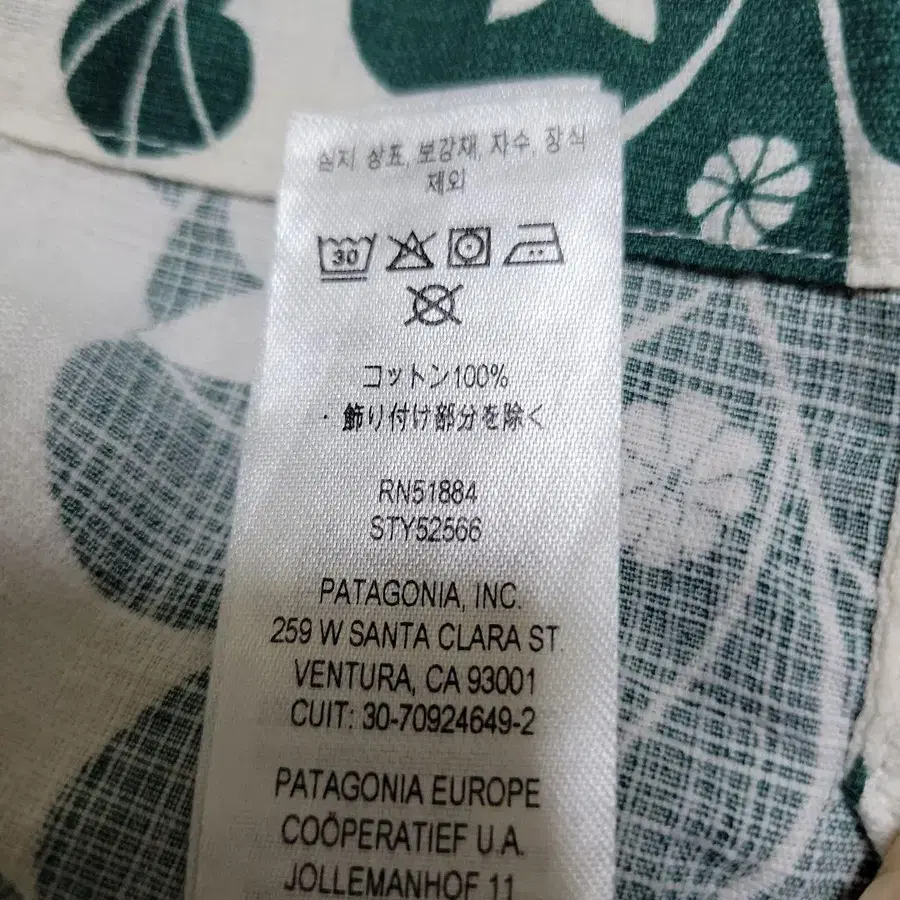 심지 상표, 보강재, 자수, 장식
제외
30
コットン100%
・飾り付け部分を除く
RN51884
STY52566
PATAGONIA, INC.
259 W SANTA CLARA ST.
VENTURA, CA 93001
CUIT: 30-70924649-2
PATAGONIA EUROPE
COÖPERATIEF U.A.
JOLLEMANHOF 11